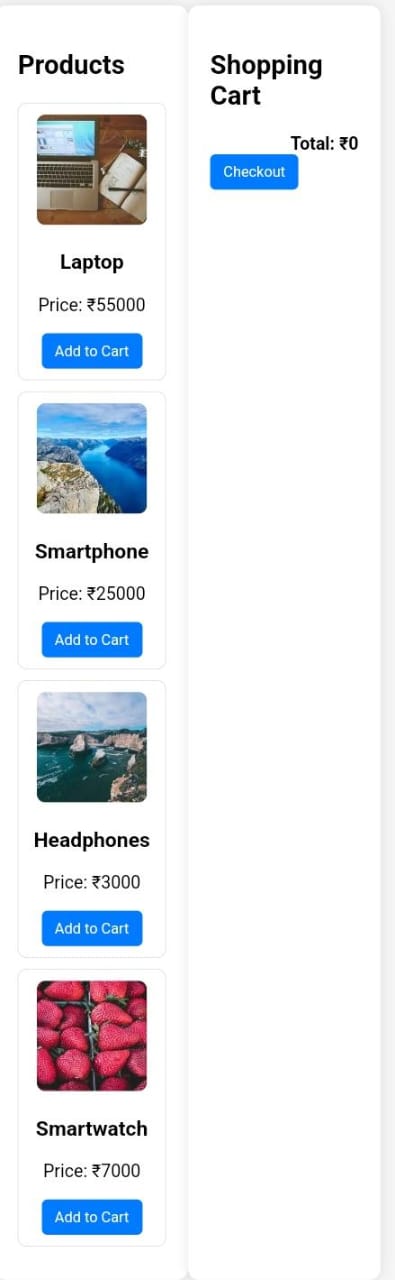 Products
Laptop
Price: ₹55000
Add to Cart
Smartphone
Price: ₹25000
Add to Cart
Headphones
Price: ₹3000
Add to Cart
Smartwatch
Price: ₹7000
Add to Cart
Shopping
Cart
Total: ₹0
Checkout